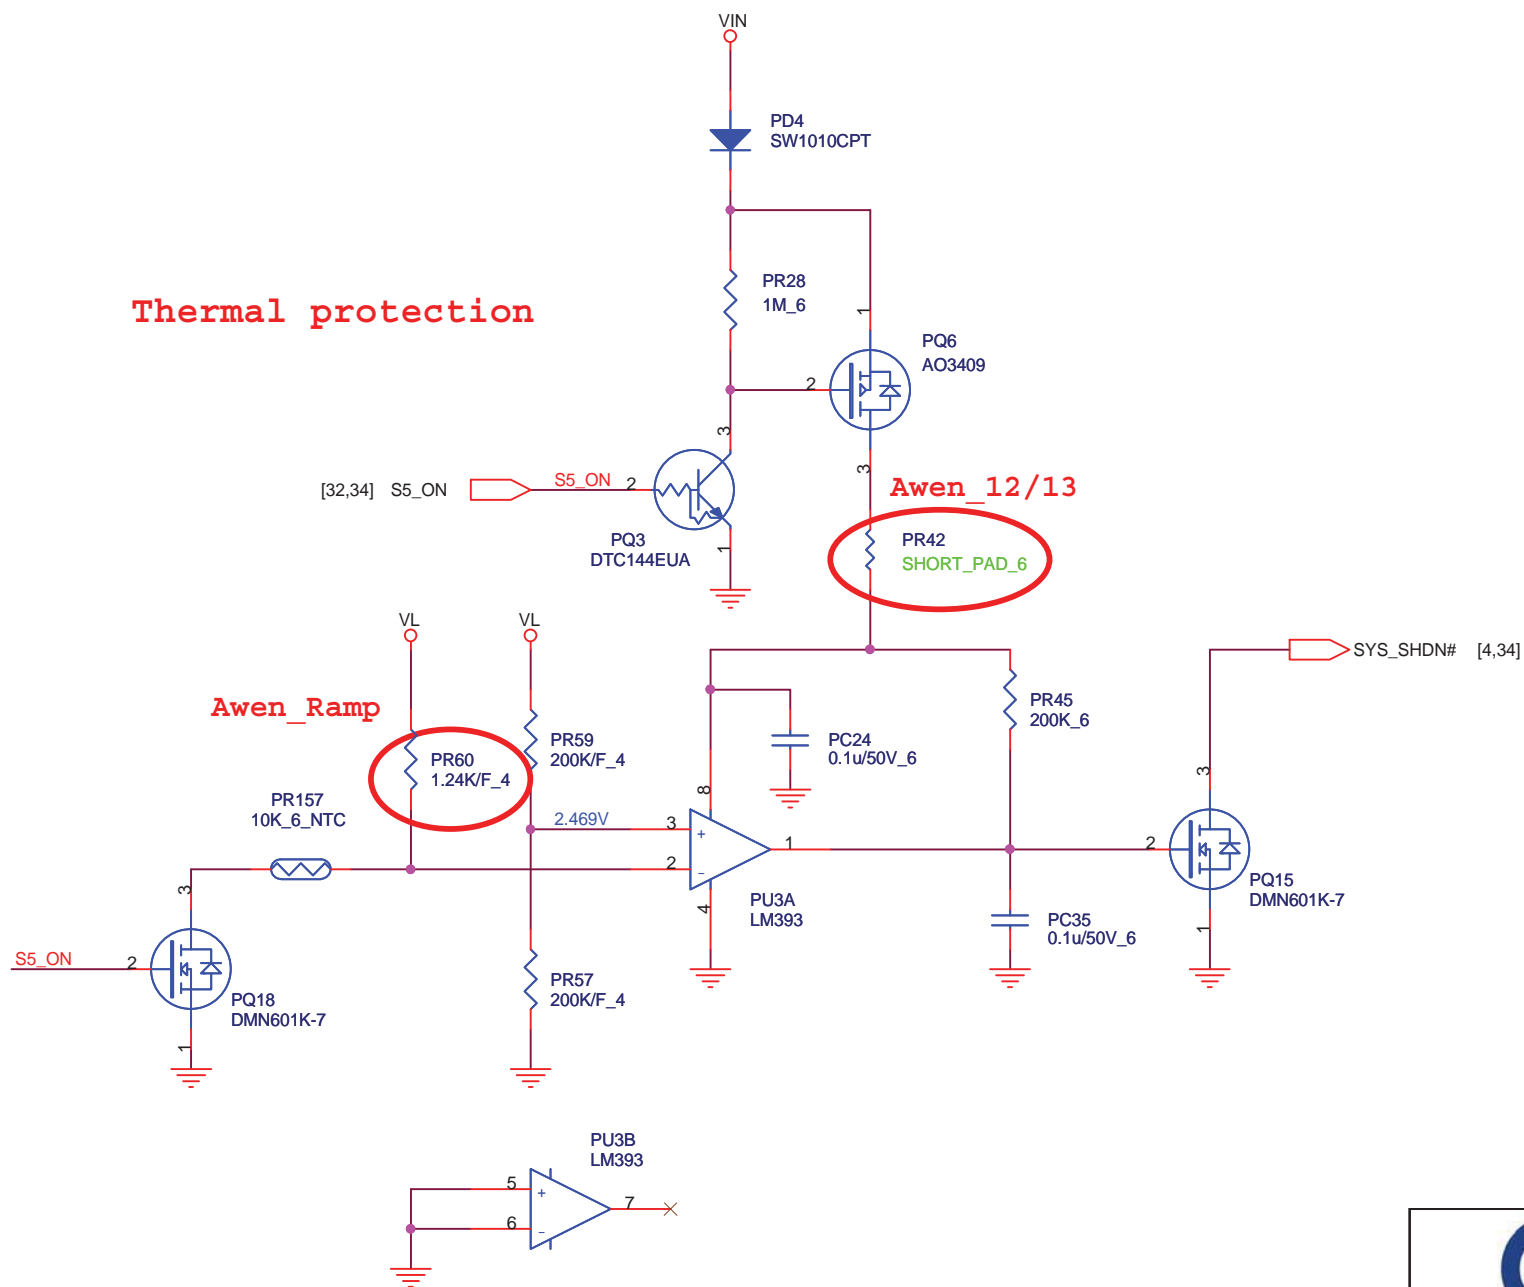 VIN
PD4
SW1010CPT
PR28
1M_6
Thermal protection
1
PQ6
AO3409
2
3
3
[32,34] S5_ON
S5_ON
2
Awen_12/13
PQ3
DTC144EUA
1
PR42
SHORT_PAD_6
VL
VL
SYS_SHDN# [4,34]
Awen_Ramp
PR45
200K_6
PR59
200K/F_4
PC24
0.1u/50V_6
PR60
1.24K/F_4
PR157
10K_6_NTC
8
3
2.469V
3
+
1
2
2
-
PU3A
LM393
PQ15
DMN601K-7
3
4
PC35
0.1u/50V_6
1
S5_ON
2
PR57
200K/F_4
PQ18
DMN601K-7
1
PU3B
LM393
5
+
7
6
-